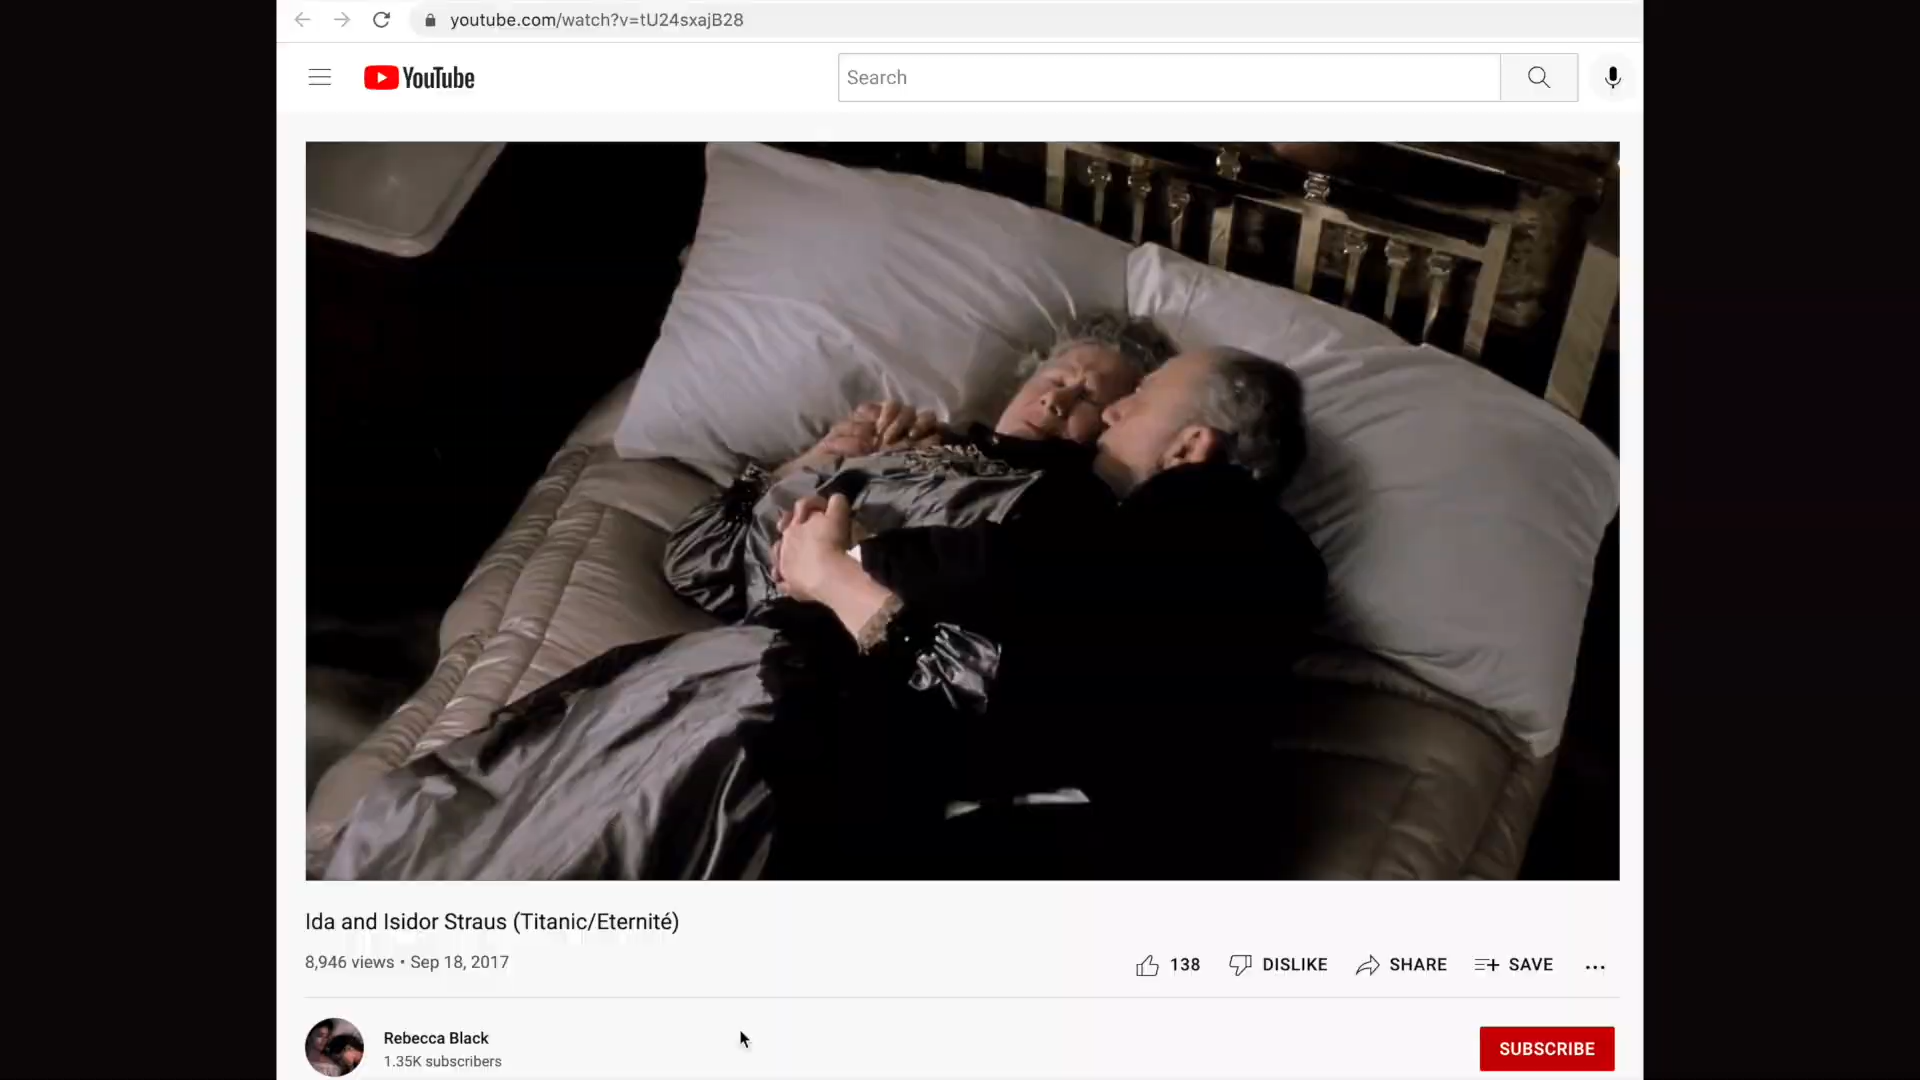 youtube.com/watch?v=tU24sxajB28
YouTube
Search
Ida and Isidor Straus (Titanic/Eternité)
8,946 views • Sep 18, 2017
138 DISLIKE SHARE SAVE
Rebecca Black
1.35K subscribers
SUBSCRIBE